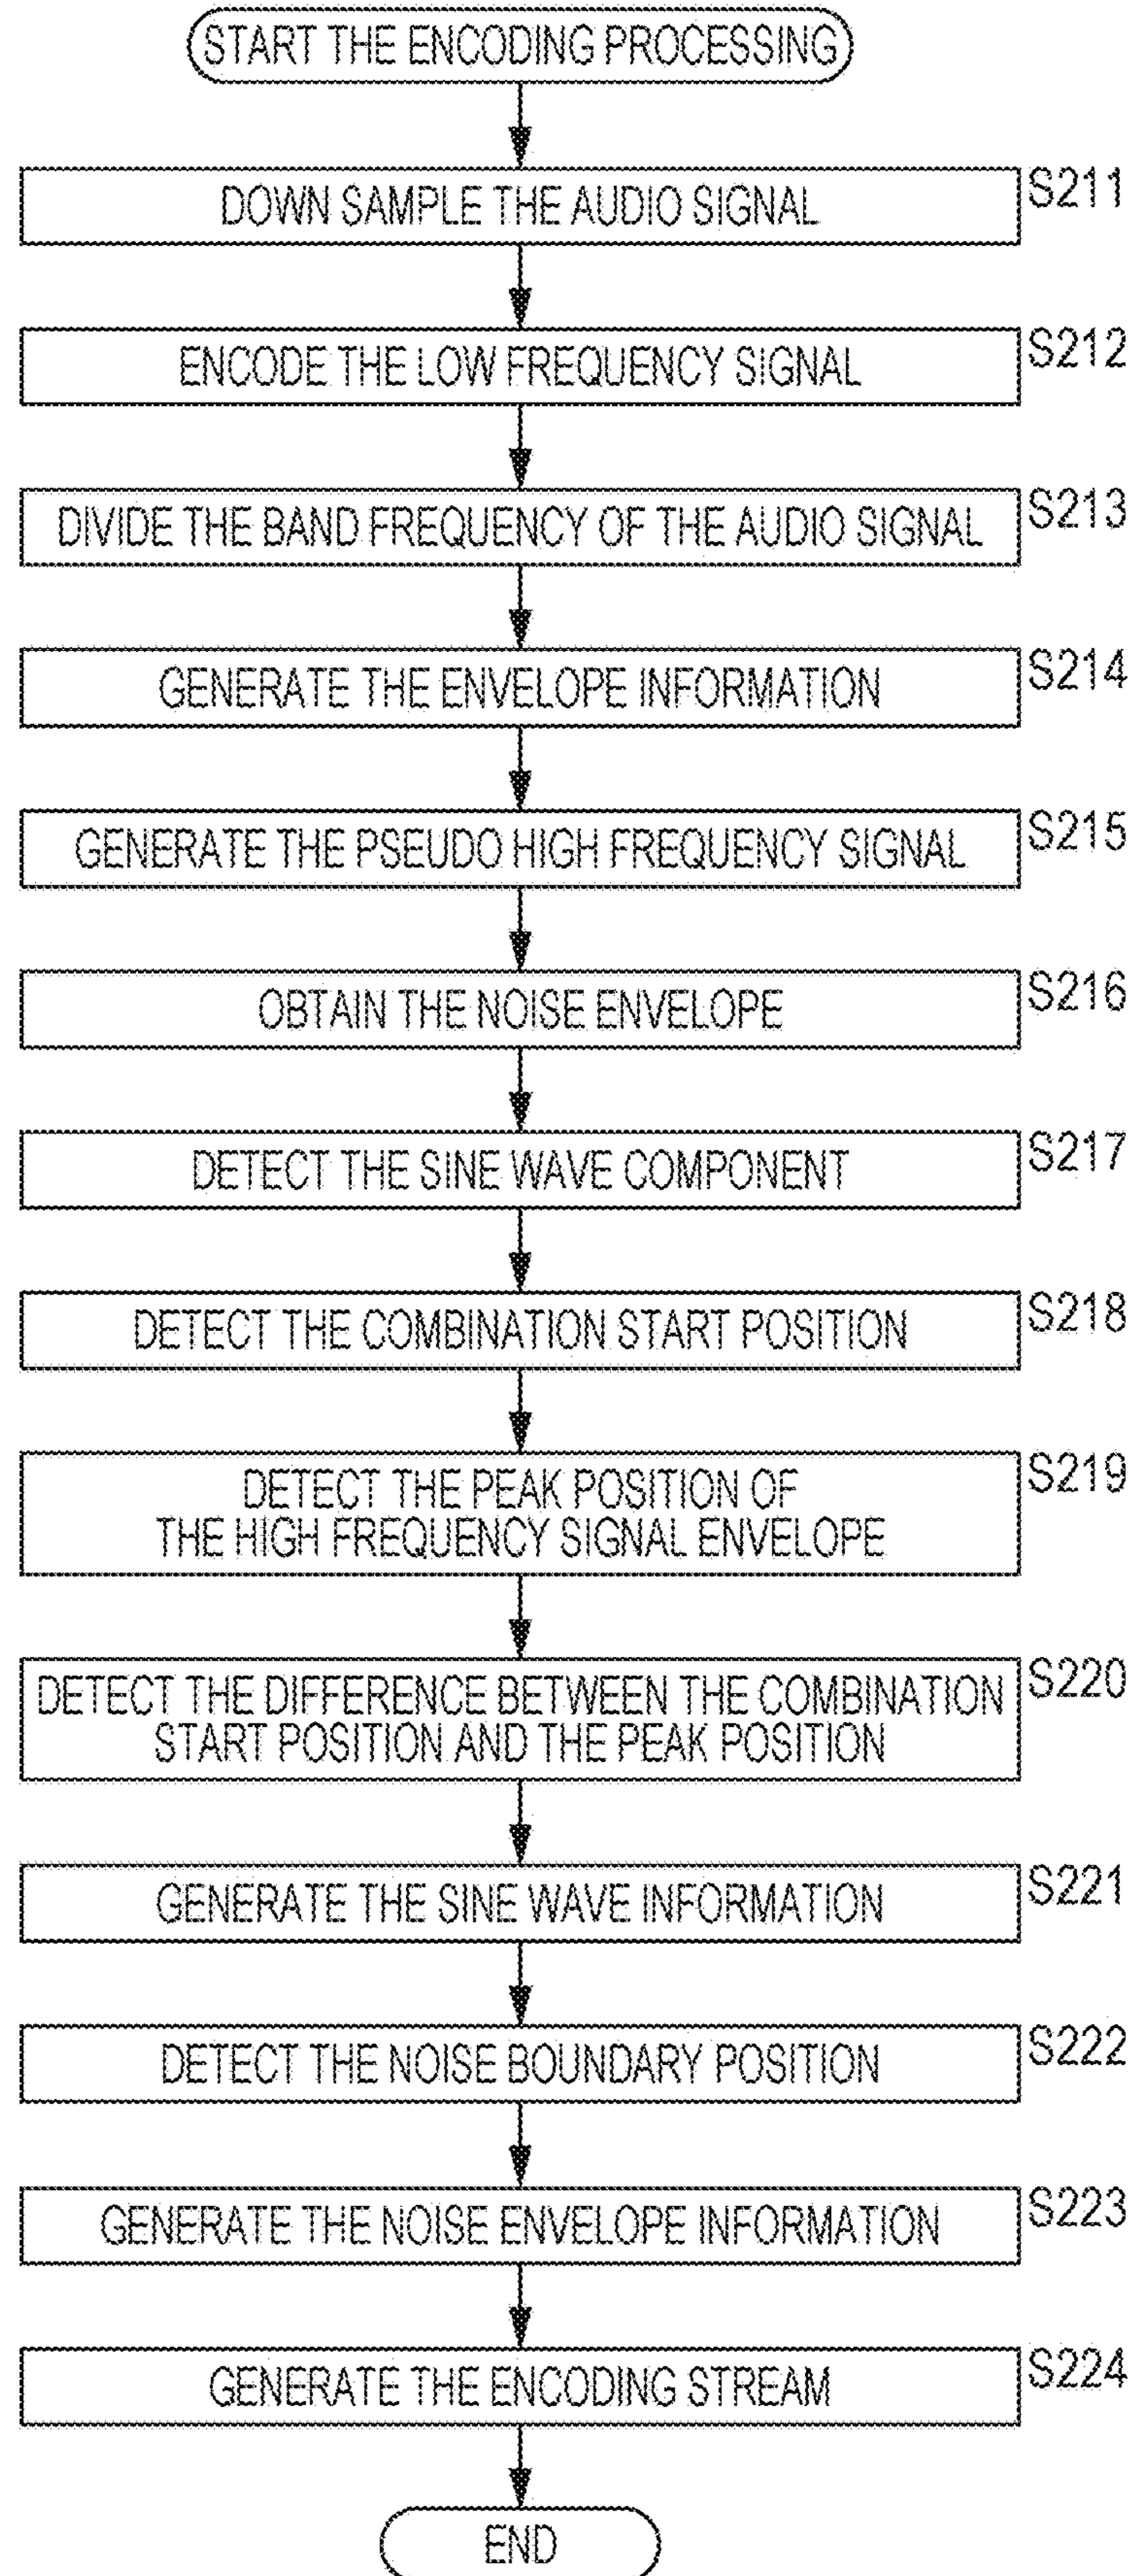 START THE ENCODING PROCESSING
DOWN SAMPLE THE AUDIO SIGNAL
S211
ENCODE THE LOW FREQUENCY SIGNAL
S212
DIVIDE THE BAND FREQUENCY OF THE AUDIO SIGNAL
S213
GENERATE THE ENVELOPE INFORMATION
S214
GENERATE THE PSEUDO HIGH FREQUENCY SIGNAL
S215
OBTAIN THE NOISE ENVELOPE
S216
DETECT THE SINE WAVE COMPONENT
S217
DETECT THE COMBINATION START POSITION
S218
DETECT THE PEAK POSITION OF
THE HIGH FREQUENCY SIGNAL ENVELOPE
S219
DETECT THE DIFFERENCE BETWEEN THE COMBINATION
START POSITION AND THE PEAK POSITION
S220
GENERATE THE SINE WAVE INFORMATION
S221
DETECT THE NOISE BOUNDARY POSITION
S222
GENERATE THE NOISE ENVELOPE INFORMATION
S223
GENERATE THE ENCODING STREAM
S224
END